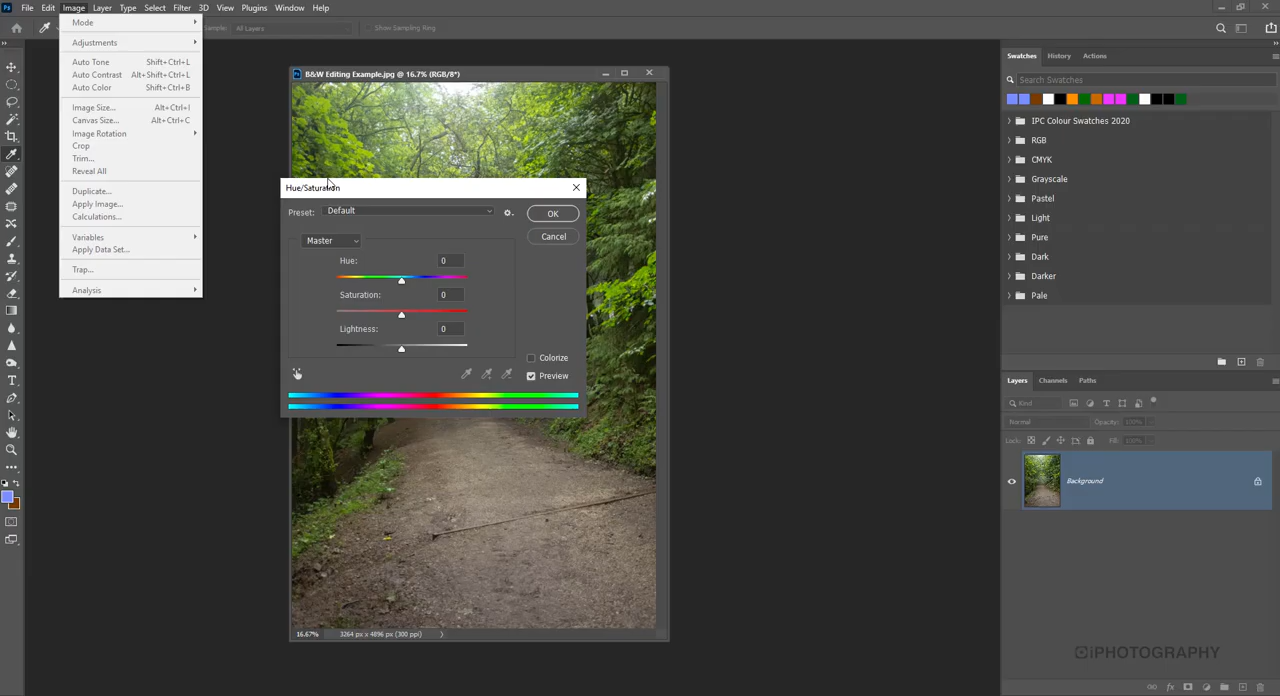 Ps File Edit Image Layer Type Select Filter 3D View Plugins Window Help
Sample: All Layers Show Sampling Ring
Mode
Adjustments
Auto Tone Shift+Ctrl+L
Auto Contrast Alt+Shift+Ctrl+L
Auto Color Shift+Ctrl+B
Image Size... Alt+Ctrl+I
Canvas Size... Alt+Ctrl+C
Image Rotation
Crop
Trim...
Reveal All
Duplicate...
Apply Image...
Calculations...
Variables
Apply Data Set...
Trap...
Analysis
B&W Editing Example.jpg @ 16.7% (RGB/8*)
Hue/Saturation
Preset: Default
OK
Cancel
Master
Hue: 0
Saturation: 0
Lightness: 0
Colorize
Preview
16.67% 3264 px x 4896 px (300 ppi)
Swatches History Actions
Search Swatches
IPC Colour Swatches 2020
RGB
CMYK
Grayscale
Pastel
Light
Pure
Dark
Darker
Pale
Layers Channels Paths
Kind
Normal Opacity: 100%
Lock: Fill: 100%
Background
iPHOTOGRAPHY
fx